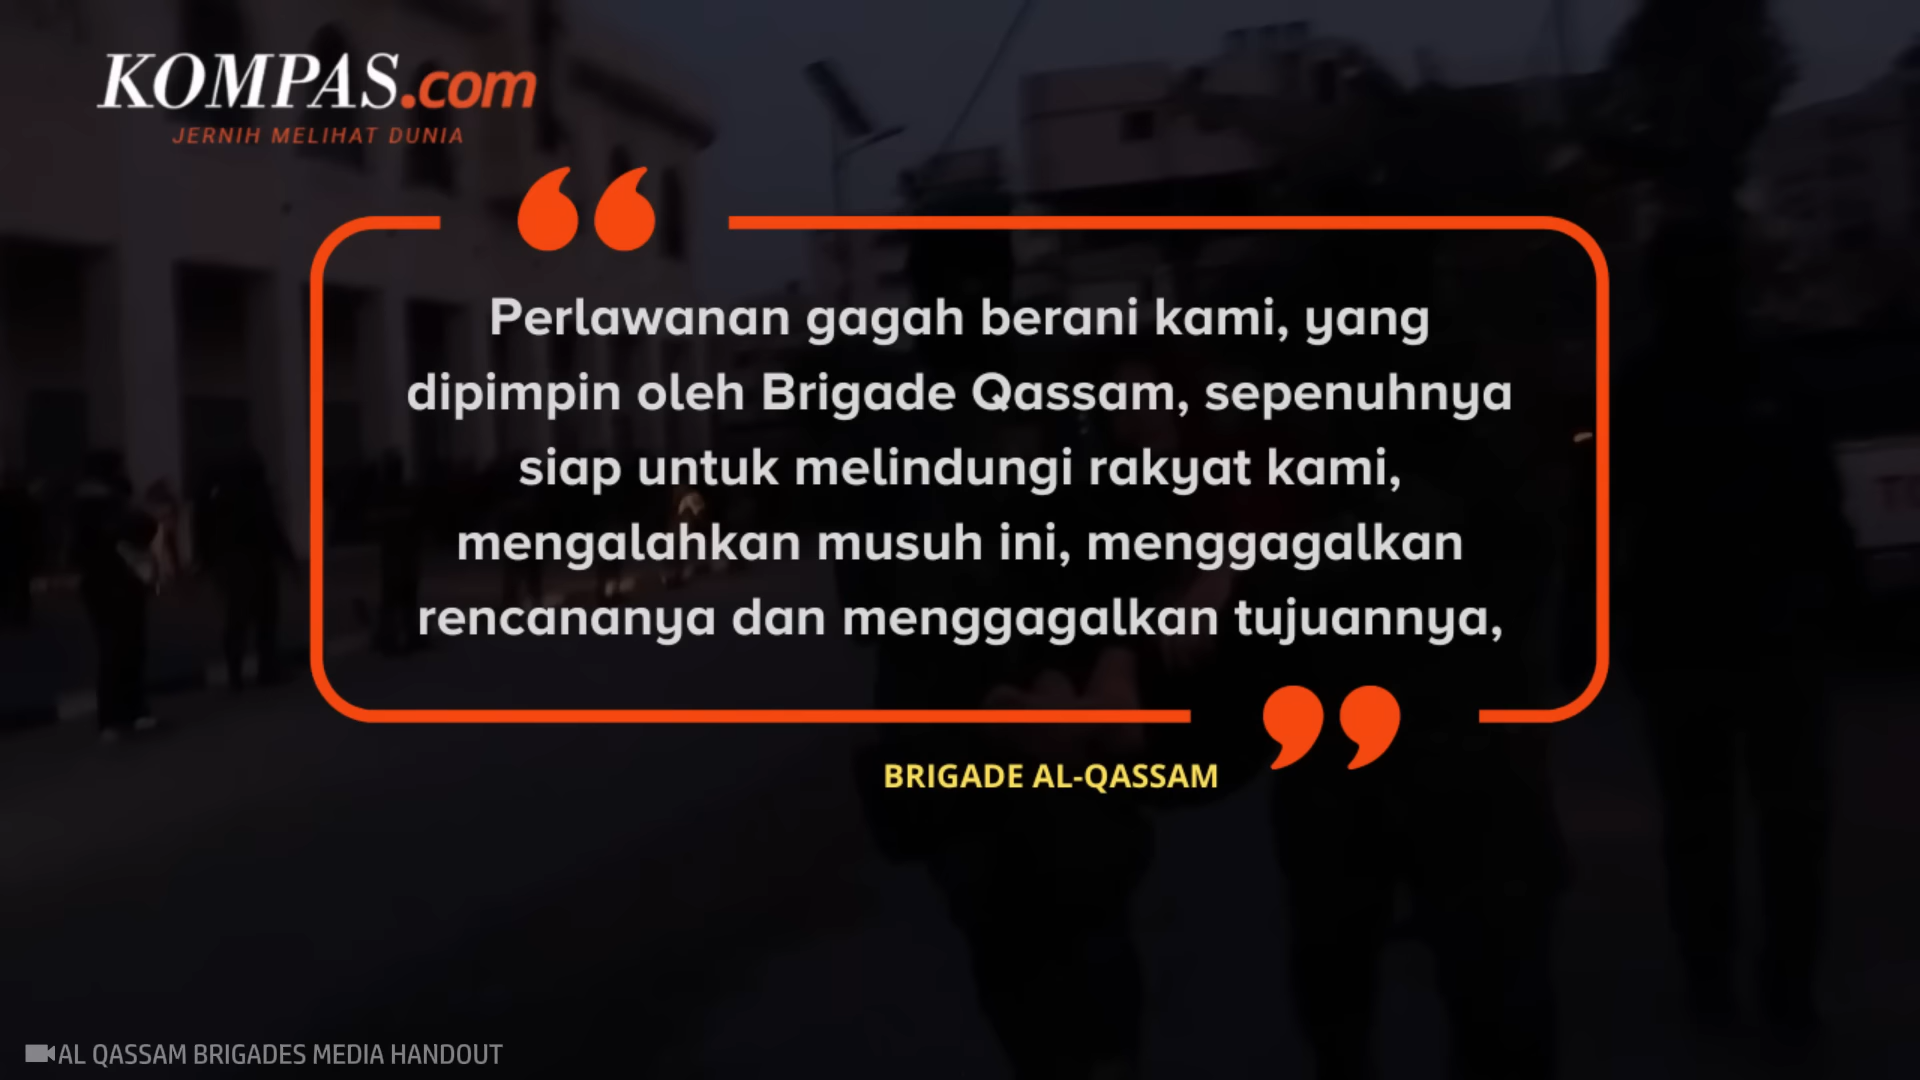 KOMPAS.com
JERNIH MELIHAT DUNIA
Perlawanan gagah berani kami, yang
dipimpin oleh Brigade Qassam, sepenuhnya
siap untuk melindungi rakyat kami,
mengalahkan musuh ini, menggagalkan
rencananya dan menggagalkan tujuannya,
BRIGADE AL-QASSAM
AL QASSAM BRIGADES MEDIA HANDOUT